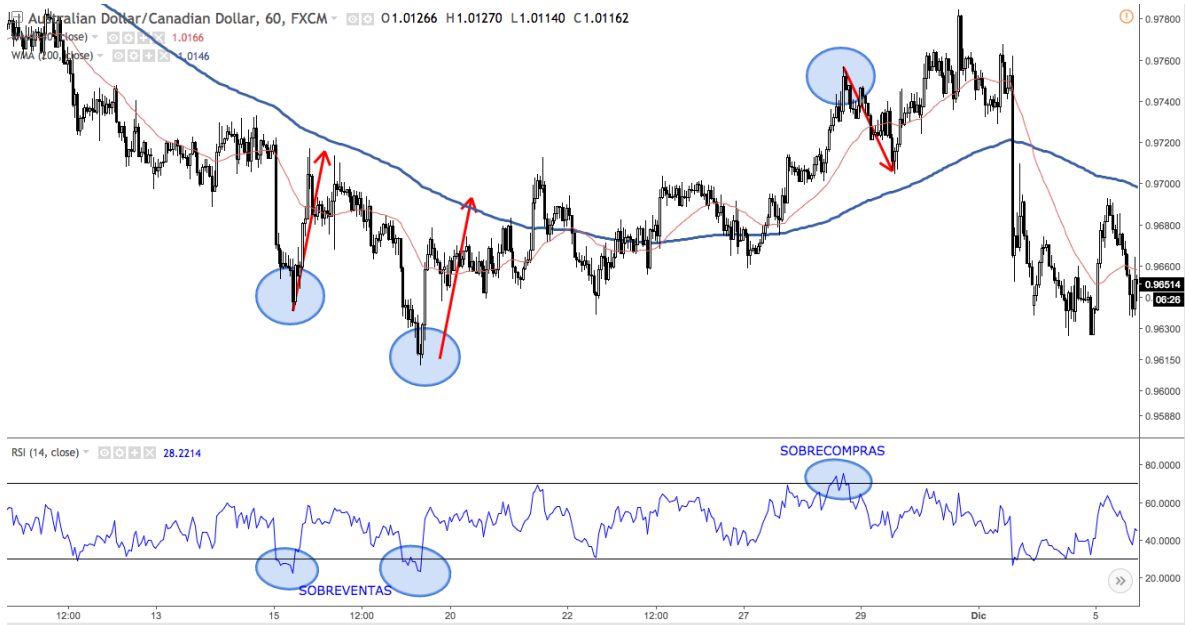 Australian Dollar/Canadian Dollar, 60, FXCM O1.01266 H1.01270 L1.01140 C1.01162
close) 1.0166
WMA (200, close) 1.0146
0.97800
0.97600
0.97400
0.97200
0.97000
0.96800
0.96600
0.96514
06:26
0.96300
0.96150
0.96000
0.95880
RSI (14, close) 28.2214
SOBRECOMPRAS
80.0000
60.0000
40.0000
20.0000
SOBREVENTAS
12:00 13 15 12:00 20 22 12:00 27 29 Dic 5